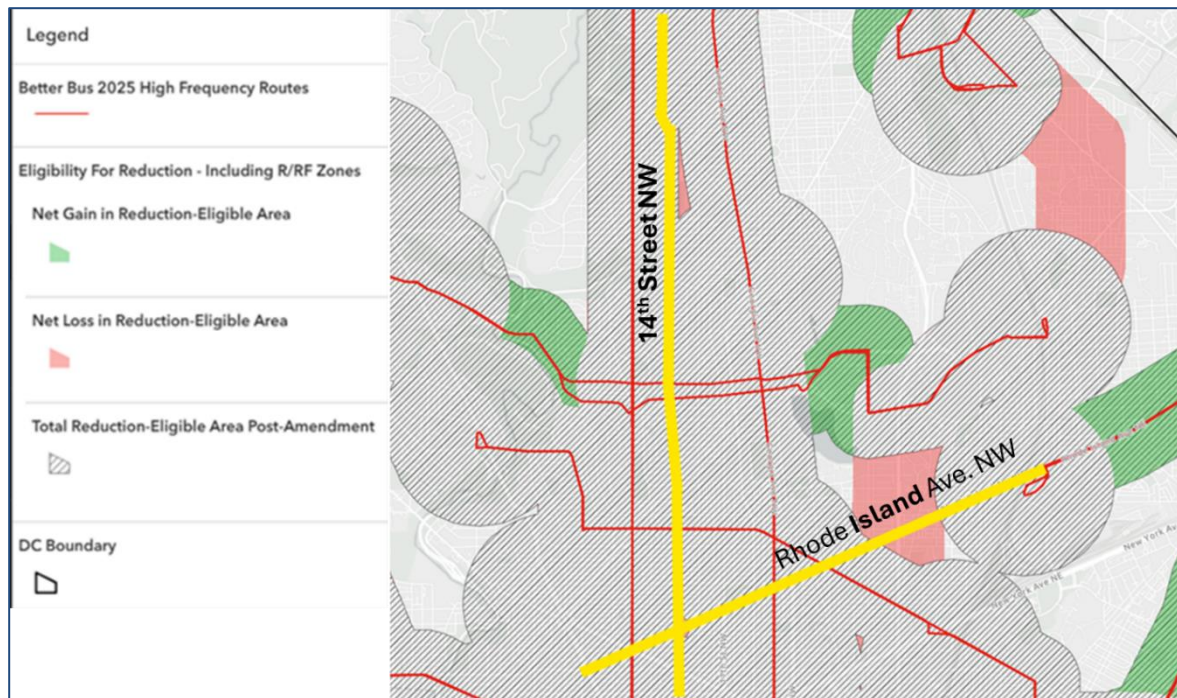 Legend
Better Bus 2025 High Frequency Routes
Eligibility For Reduction - Including R/RF Zones
Net Gain in Reduction-Eligible Area
Net Loss in Reduction-Eligible Area
Total Reduction-Eligible Area Post-Amendment
DC Boundary
14th Street NW
Rhode Island Ave. NW
New York Ave NE
New York Av